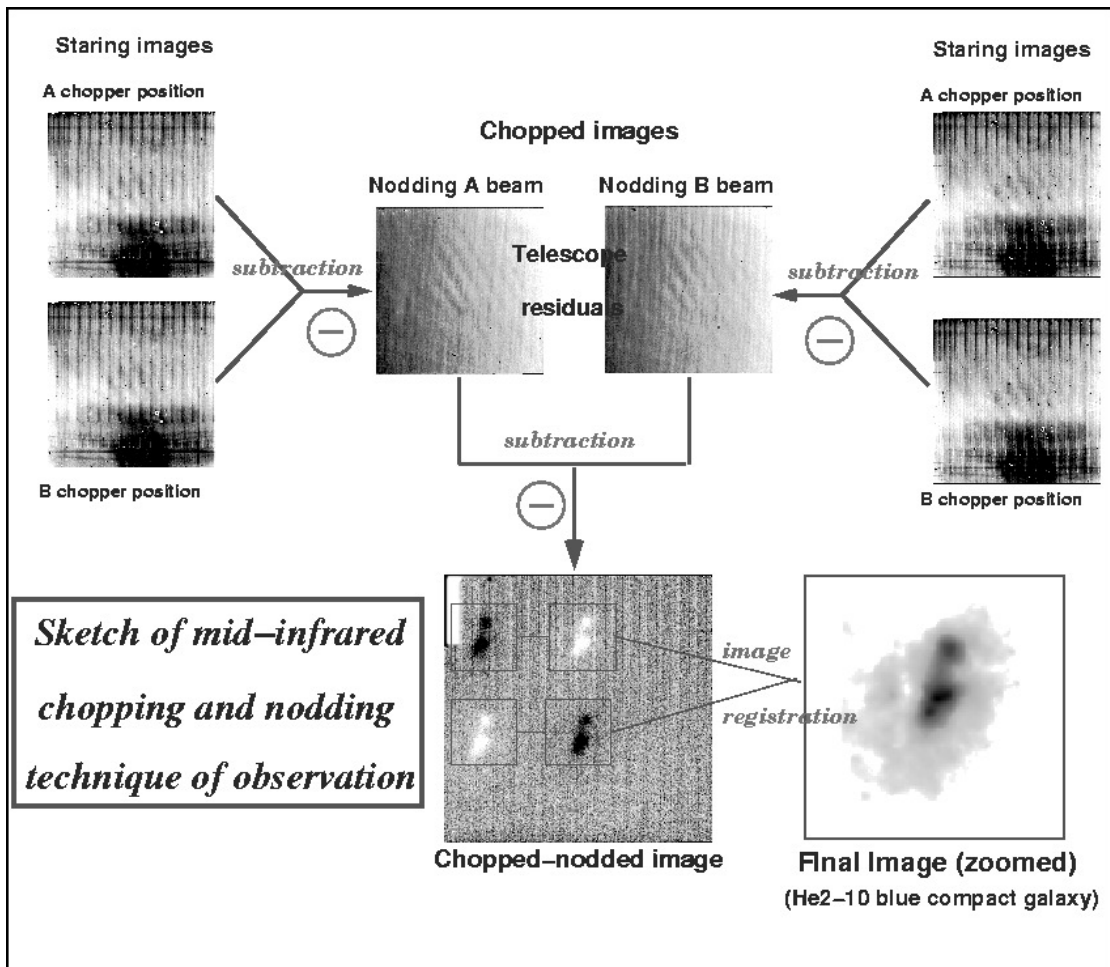 Staring images
Staring images
A chopper position
A chopper position
Chopped images
Nodding A beam
Nodding B beam
Telescope
residuals
subtraction
subtraction
B chopper position
B chopper position
subtraction
Sketch of mid–infrared
chopping and nodding
technique of observation
image
registration
Chopped–nodded image
Final Image (zoomed)
(He2–10 blue compact galaxy)